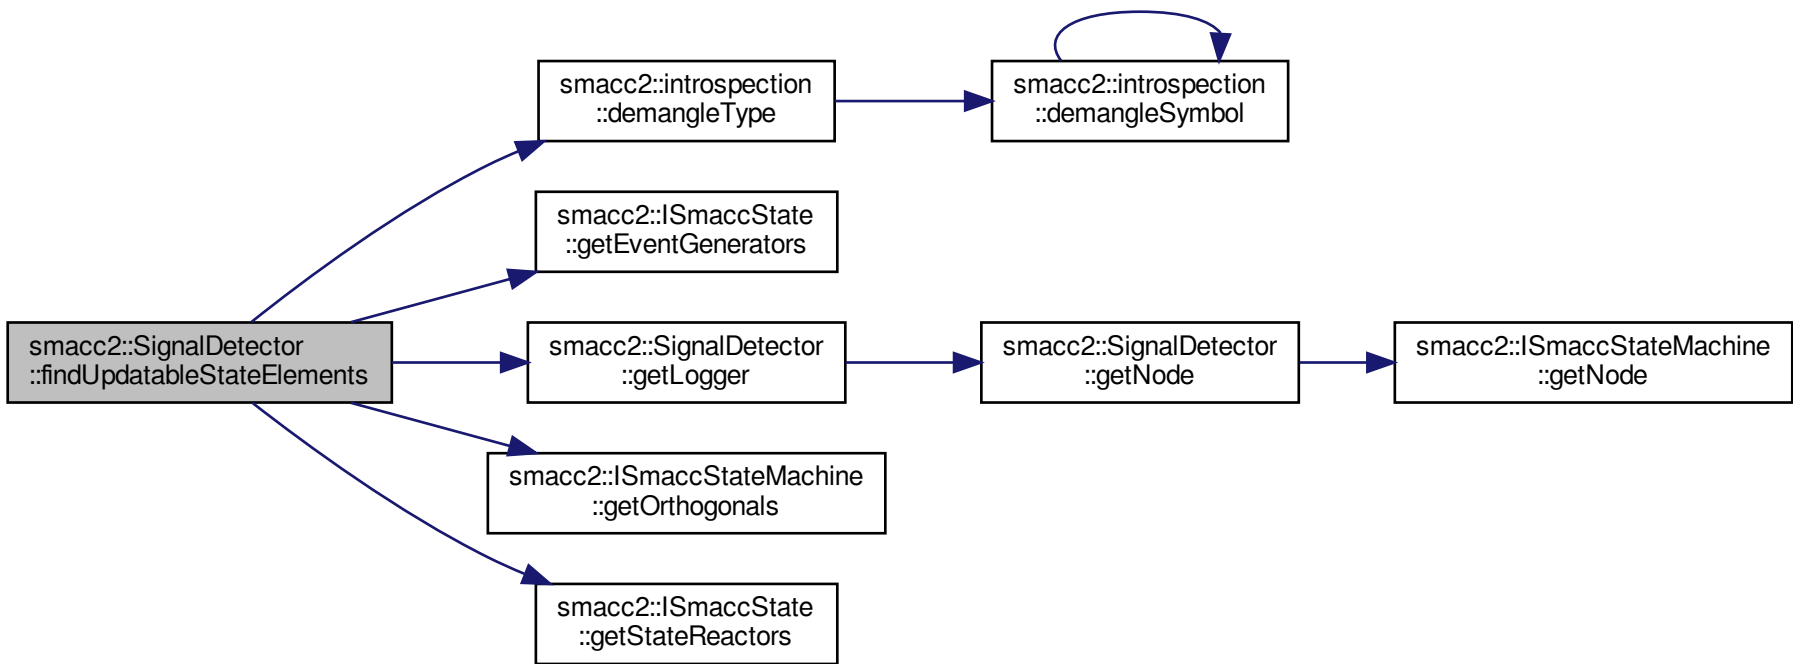 smacc2::introspection
::demangleType
smacc2::introspection
::demangleSymbol
smacc2::ISmaccState
::getEventGenerators
smacc2::SignalDetector
::findUpdatableStateElements
smacc2::SignalDetector
::getLogger
smacc2::SignalDetector
::getNode
smacc2::ISmaccStateMachine
::getNode
smacc2::ISmaccStateMachine
::getOrthogonals
smacc2::ISmaccState
::getStateReactors